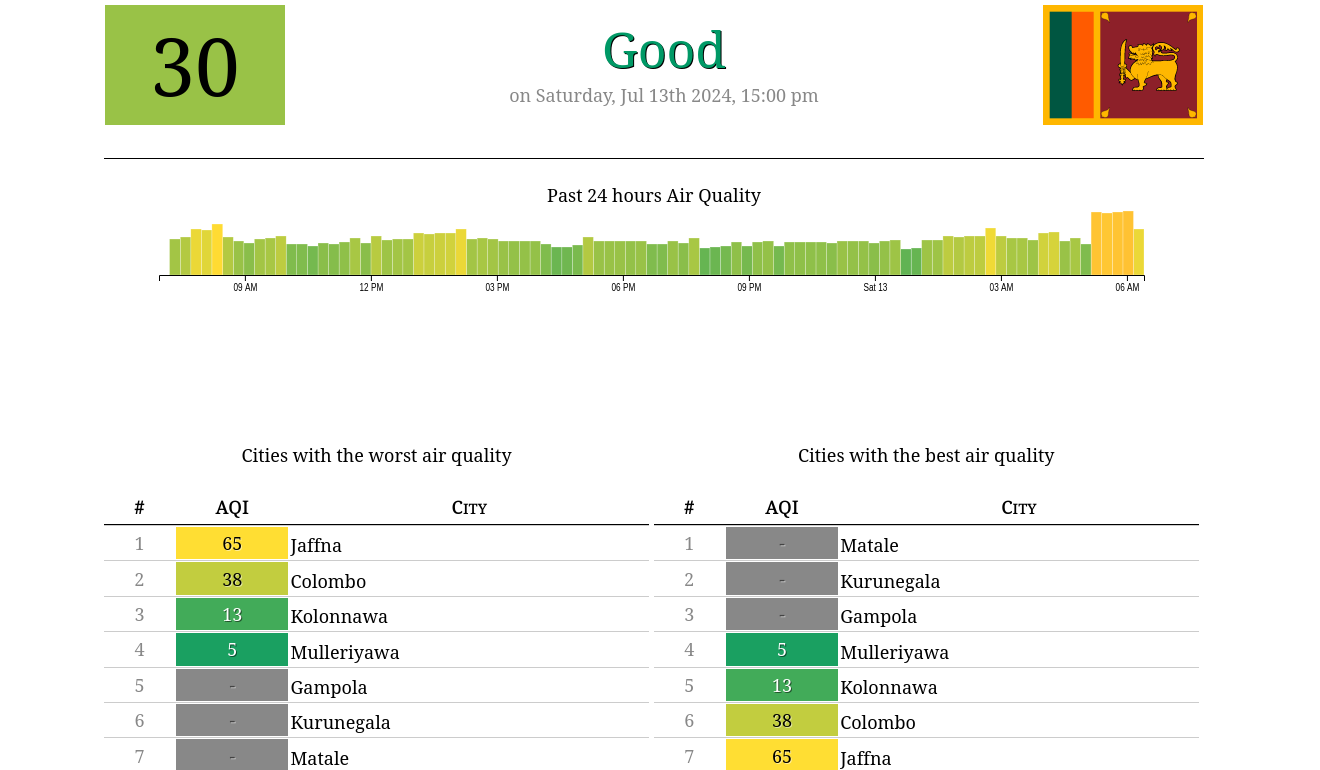 30
Good
on Saturday, Jul 13th 2024, 15:00 pm
Past 24 hours Air Quality
09 AM 12 PM 03 PM 06 PM 09 PM Sat 13 03 AM 06 AM
Cities with the worst air quality
# AQI City
1 65 Jaffna
2 38 Colombo
3 13 Kolonnawa
4 5 Mulleriyawa
5 - Gampola
6 - Kurunegala
7 - Matale
Cities with the best air quality
# AQI City
1 - Matale
2 - Kurunegala
3 - Gampola
4 5 Mulleriyawa
5 13 Kolonnawa
6 38 Colombo
7 65 Jaffna